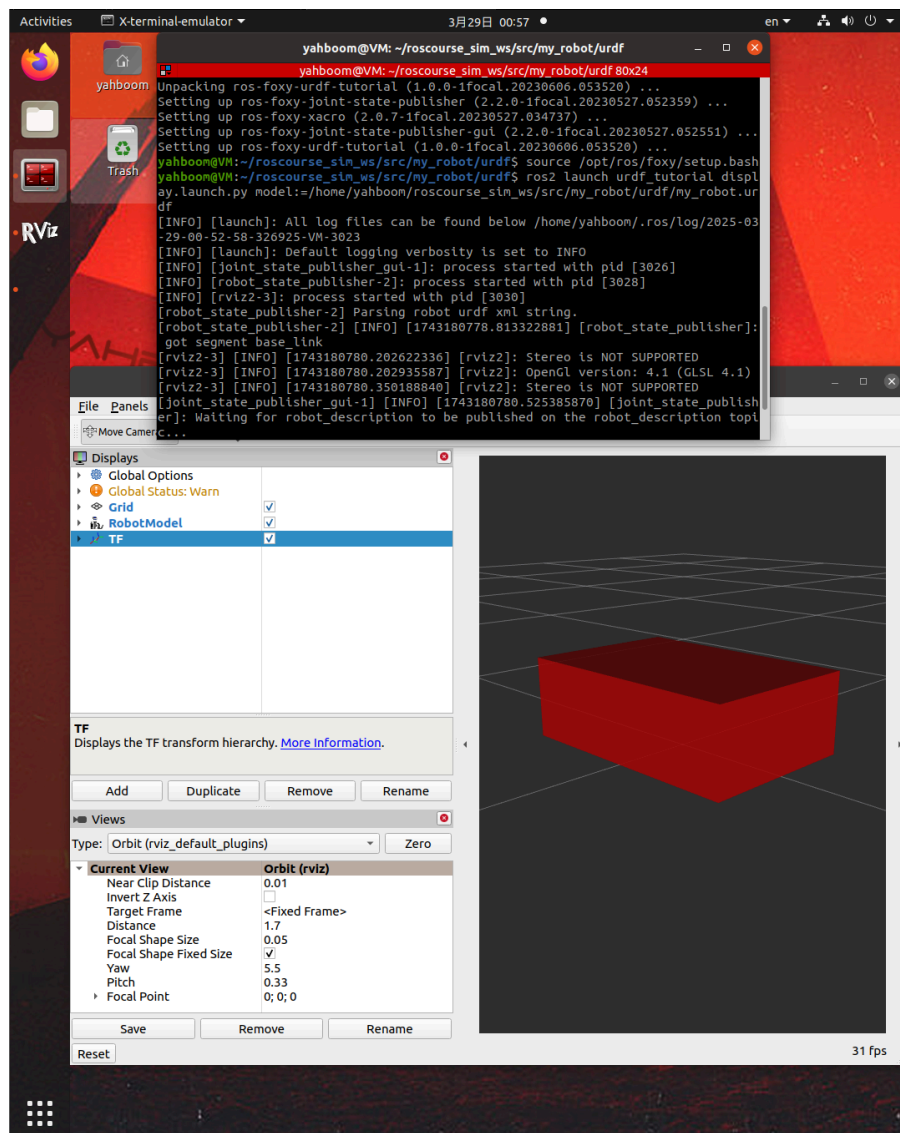 Activities
X-terminal-emulator
3月29日 00:57
en
yahboom
Trash
RViz
yahboom@VM: ~/roscourse_sim_ws/src/my_robot/urdf
yahboom@VM: ~/roscourse_sim_ws/src/my_robot/urdf 80x24
Unpacking ros-foxy-urdf-tutorial (1.0.0-1focal.20230606.053520) ...
Setting up ros-foxy-joint-state-publisher (2.2.0-1focal.20230527.052359) ...
Setting up ros-foxy-xacro (2.0.7-1focal.20230527.034737) ...
Setting up ros-foxy-joint-state-publisher-gui (2.2.0-1focal.20230527.052551) ...
Setting up ros-foxy-urdf-tutorial (1.0.0-1focal.20230606.053520) ...
yahboom@VM:~/roscourse_sim_ws/src/my_robot/urdf$ source /opt/ros/foxy/setup.bash
yahboom@VM:~/roscourse_sim_ws/src/my_robot/urdf$ ros2 launch urdf_tutorial displ
ay.launch.py model:=/home/yahboom/roscourse_sim_ws/src/my_robot/urdf/my_robot.ur
df
[INFO] [launch]: All log files can be found below /home/yahboom/.ros/log/2025-03
-29-00-52-58-326925-VM-3023
[INFO] [launch]: Default logging verbosity is set to INFO
[INFO] [joint_state_publisher_gui-1]: process started with pid [3026]
[INFO] [robot_state_publisher-2]: process started with pid [3028]
[INFO] [rviz2-3]: process started with pid [3030]
[robot_state_publisher-2] Parsing robot urdf xml string.
[robot_state_publisher-2] [INFO] [1743180778.813322881] [robot_state_publisher]:
got segment base_link
[rviz2-3] [INFO] [1743180780.202622336] [rviz2]: Stereo is NOT SUPPORTED
[rviz2-3] [INFO] [1743180780.202935587] [rviz2]: OpenGl version: 4.1 (GLSL 4.1)
[rviz2-3] [INFO] [1743180780.350188840] [rviz2]: Stereo is NOT SUPPORTED
[joint_state_publisher_gui-1] [INFO] [1743180780.525385870] [joint_state_publish
er]: Waiting for robot_description to be published on the robot_description topi
c...
File Panels
Move Camer
Displays
Global Options
Global Status: Warn
Grid
RobotModel
TF
TF
Displays the TF transform hierarchy. More Information.
Add Duplicate Remove Rename
Views
Type: Orbit (rviz_default_plugins) Zero
Current View Orbit (rviz)
Near Clip Distance 0.01
Invert Z Axis
Target Frame <Fixed Frame>
Distance 1.7
Focal Shape Size 0.05
Focal Shape Fixed Size
Yaw 5.5
Pitch 0.33
Focal Point 0; 0; 0
Save Remove Rename
Reset
31 fps